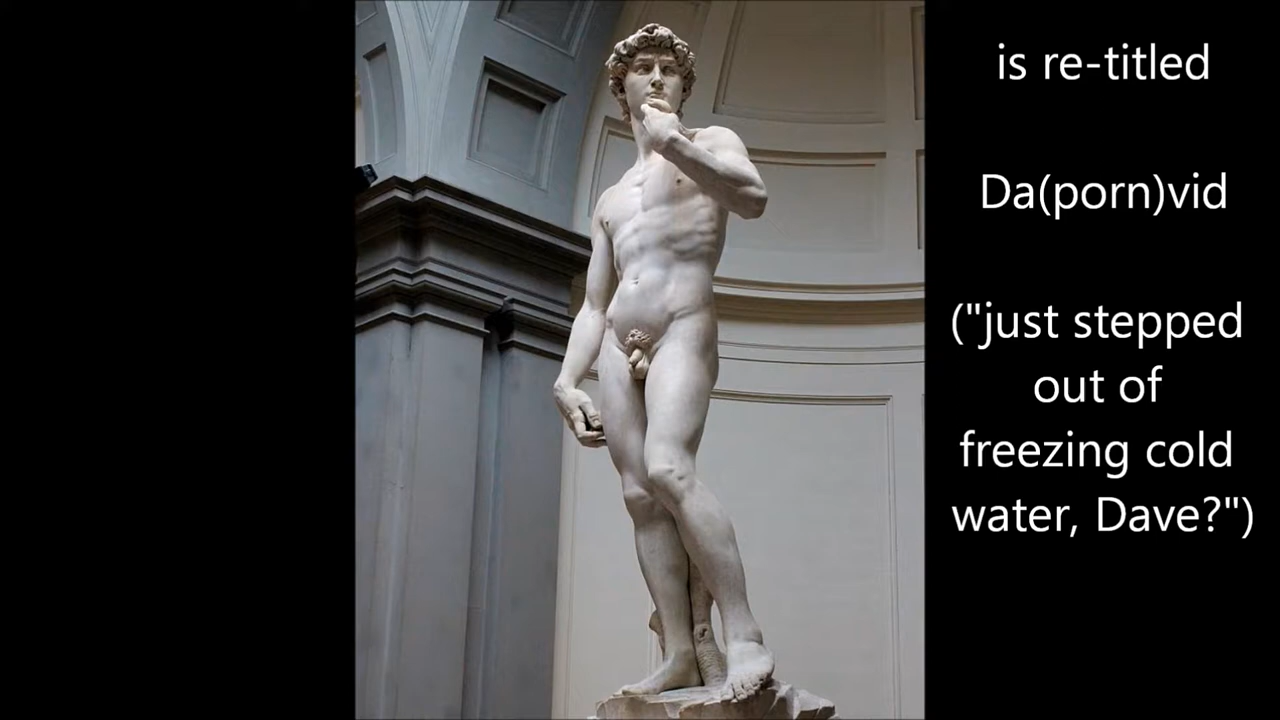 is re-titled
Da(porn)vid
("just stepped
out of
freezing cold
water, Dave?")